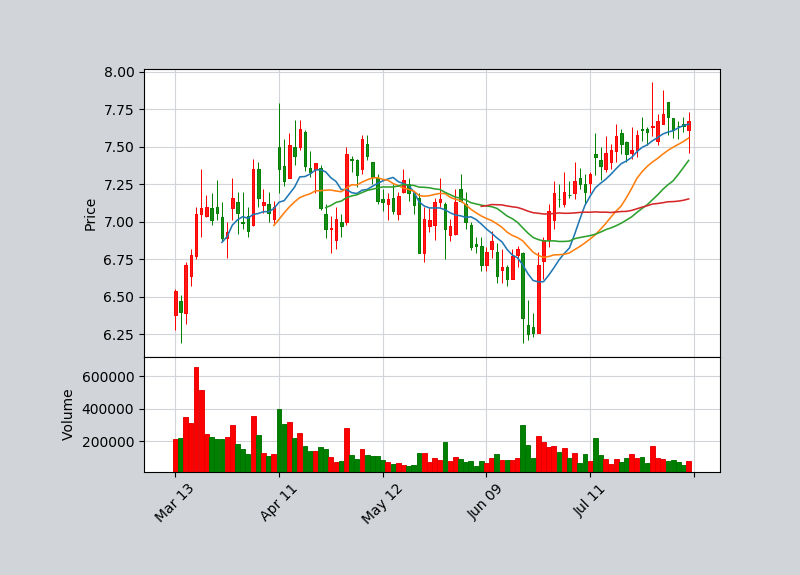 8.00
7.75
7.50
7.25
7.00
6.75
6.50
6.25
Price
600000
400000
200000
Volume
Mar 13
Apr 11
May 12
Jun 09
Jul 11